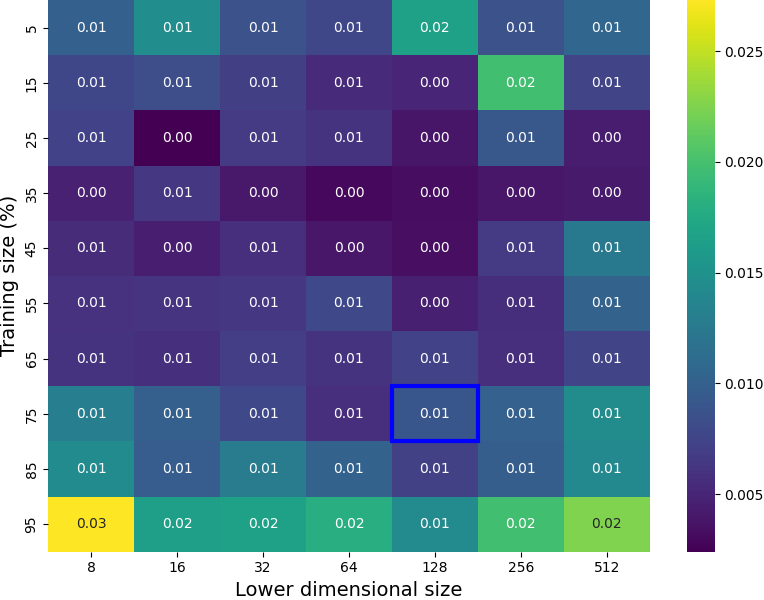 5 0.01 0.01 0.01 0.01 0.02 0.01 0.01
15 0.01 0.01 0.01 0.01 0.00 0.02 0.01
25 0.01 0.00 0.01 0.01 0.00 0.01 0.00
35 0.00 0.01 0.00 0.00 0.00 0.00 0.00
45 0.01 0.00 0.01 0.00 0.00 0.01 0.01
55 0.01 0.01 0.01 0.01 0.00 0.01 0.01
65 0.01 0.01 0.01 0.01 0.01 0.01 0.01
75 0.01 0.01 0.01 0.01 0.01 0.01 0.01
85 0.01 0.01 0.01 0.01 0.01 0.01 0.01
95 0.03 0.02 0.02 0.02 0.01 0.02 0.02
8 16 32 64 128 256 512
Lower dimensional size
Training size (%)
0.025
0.020
0.015
0.010
0.005